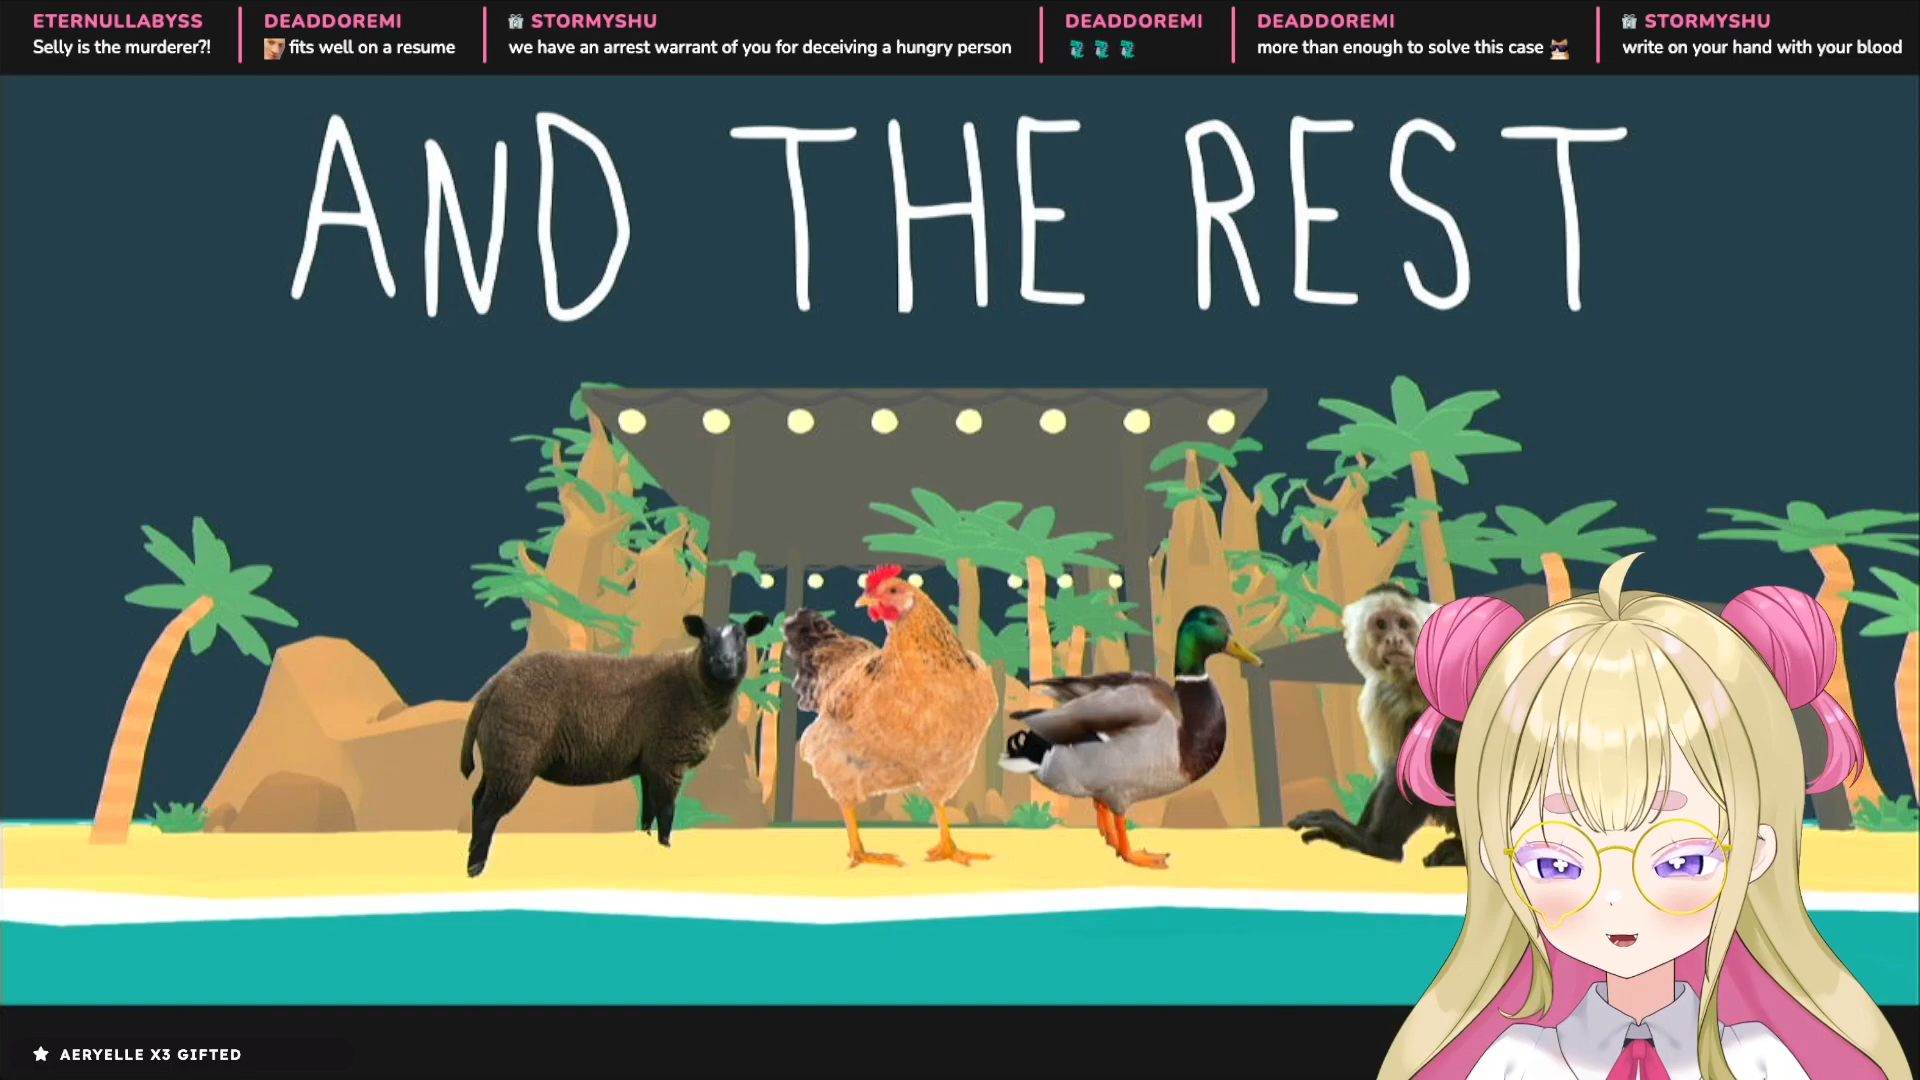 ETERNULLABYSS
Selly is the murderer?!
DEADDOREMI
fits well on a resume
STORMYSHU
we have an arrest warrant of you for deceiving a hungry person
DEADDOREMI
DEADDOREMI
more than enough to solve this case
STORMYSHU
write on your hand with your blood
AND THE REST
AERYELLE X3 GIFTED